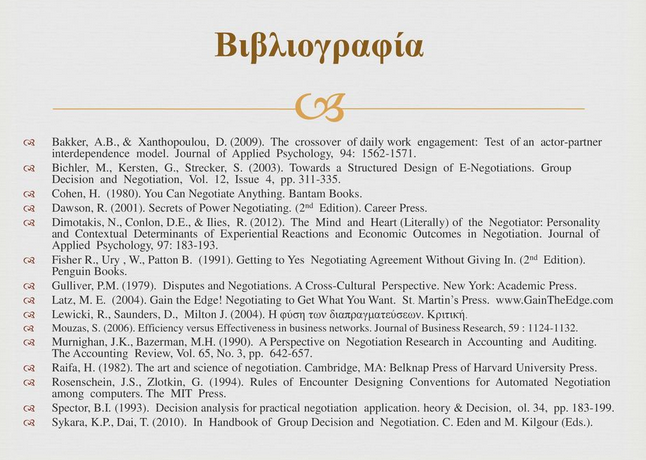 Βιβλιογραφία
Bakker, A.B., & Xanthopoulou, D. (2009). The crossover of daily work engagement: Test of an actor-partner
interdependence model. Journal of Applied Psychology, 94: 1562-1571.
Bichler, M., Kersten, G., Strecker, S. (2003). Towards a Structured Design of E-Negotiations. Group
Decision and Negotiation, Vol. 12, Issue 4, pp. 311-335.
Cohen, H. (1980). You Can Negotiate Anything. Bantam Books.
Dawson, R. (2001). Secrets of Power Negotiating. (2nd Edition). Career Press.
Dimotakis, N., Conlon, D.E., & Ilies, R. (2012). The Mind and Heart (Literally) of the Negotiator: Personality
and Contextual Determinants of Experiential Reactions and Economic Outcomes in Negotiation. Journal of
Applied Psychology, 97: 183-193.
Fisher R., Ury , W., Patton B. (1991). Getting to Yes Negotiating Agreement Without Giving In. (2nd Edition).
Penguin Books.
Gulliver, P.M. (1979). Disputes and Negotiations. A Cross-Cultural Perspective. New York: Academic Press.
Latz, M. E. (2004). Gain the Edge! Negotiating to Get What You Want. St. Martin's Press. www.GainTheEdge.com
Lewicki, R., Saunders, D., Milton J. (2004). Η φύση των διαπραγματεύσεων. Κριτική.
Mouzas, S. (2006). Efficiency versus Effectiveness in business networks. Journal of Business Research, 59 : 1124-1132.
Murnighan, J.K., Bazerman, M.H. (1990). A Perspective on Negotiation Research in Accounting and Auditing.
The Accounting Review, Vol. 65, No. 3, pp. 642-657.
Raifa, H. (1982). The art and science of negotiation. Cambridge, MA: Belknap Press of Harvard University Press.
Rosenschein, J.S., Zlotkin, G. (1994). Rules of Encounter Designing Conventions for Automated Negotiation
among computers. The MIT Press.
Spector, B.I. (1993). Decision analysis for practical negotiation application. heory & Decision, ol. 34, pp. 183-199.
Sykara, K.P., Dai, T. (2010). In Handbook of Group Decision and Negotiation. C. Eden and M. Kilgour (Eds.).